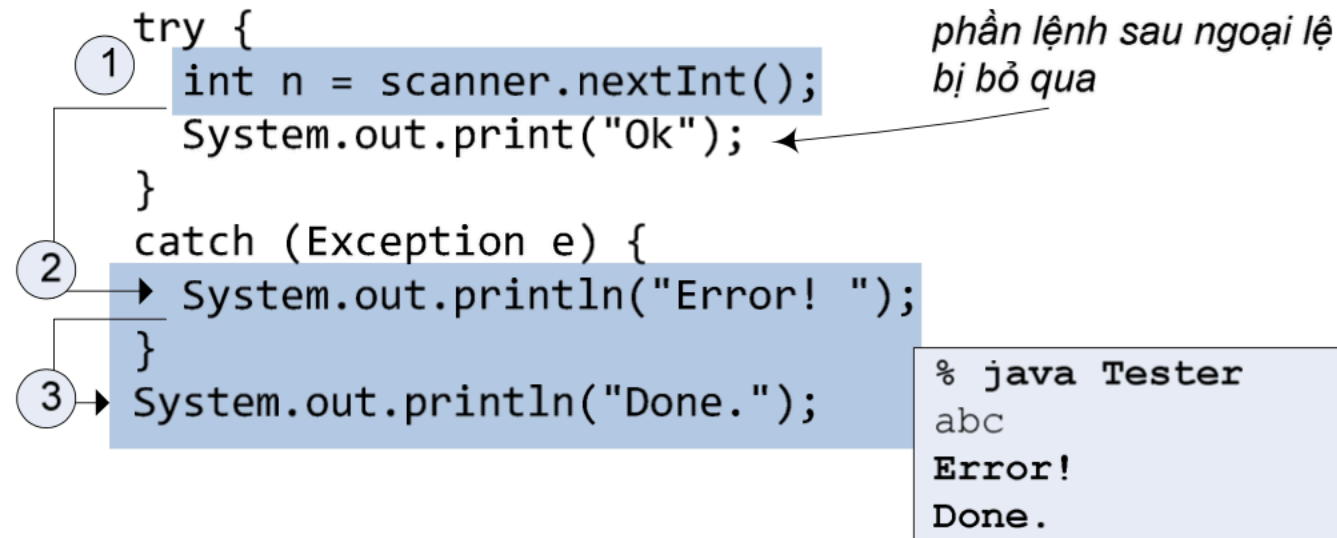 try {
1
int n = scanner.nextInt();
System.out.print("Ok");
}
catch (Exception e) {
2
System.out.println("Error! ");
}
3
System.out.println("Done.");
phần lệnh sau ngoại lệ
bị bỏ qua
% java Tester
abc
Error!
Done.